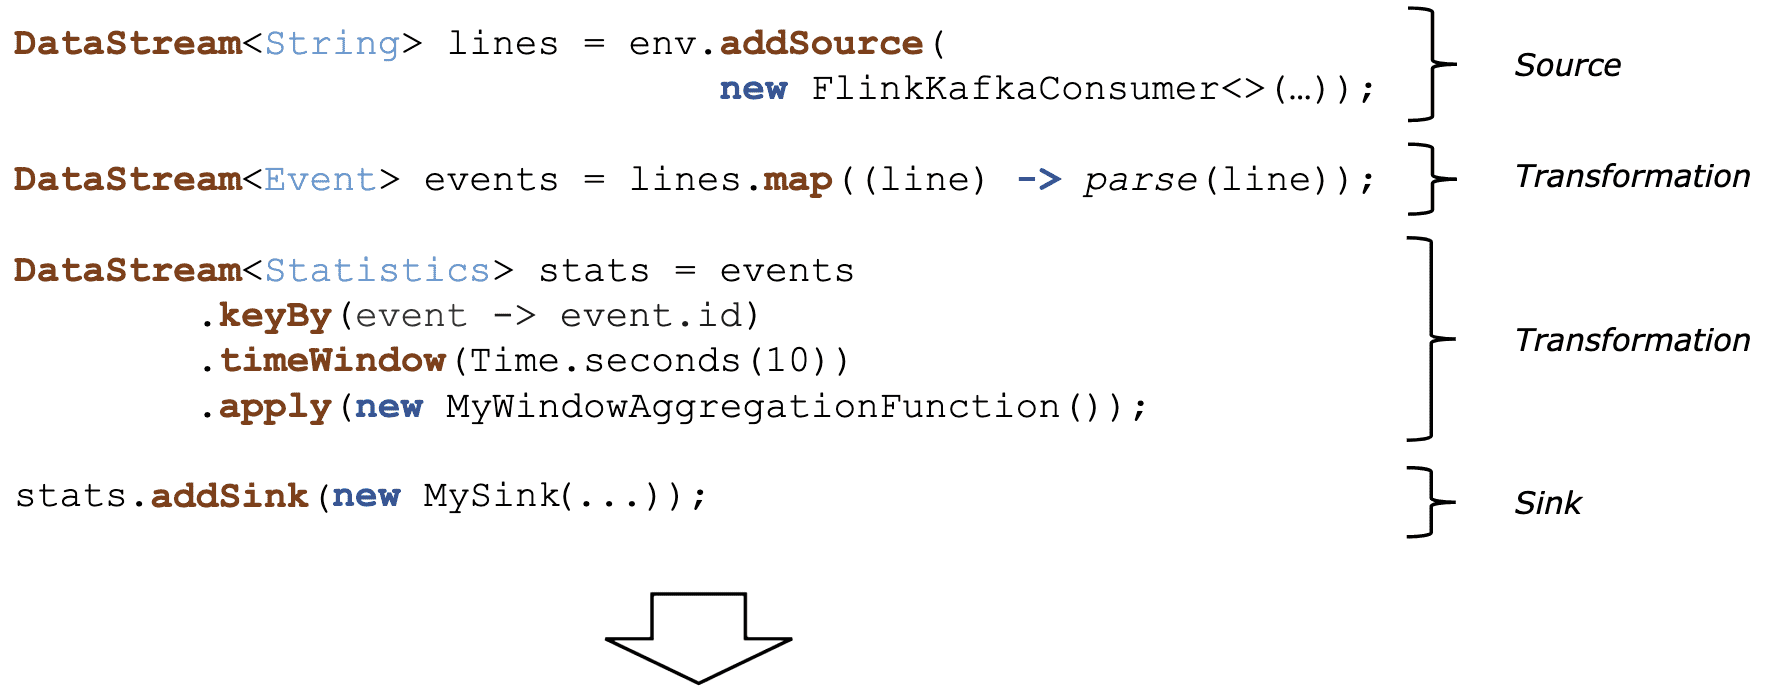 DataStream<String> lines = env.addSource(
new FlinkKafkaConsumer<>(…));
Source
DataStream<Event> events = lines.map((line) -> parse(line));
Transformation
DataStream<Statistics> stats = events
.keyBy(event -> event.id)
.timeWindow(Time.seconds(10))
.apply(new MyWindowAggregationFunction());
Transformation
stats.addSink(new MySink(...));
Sink